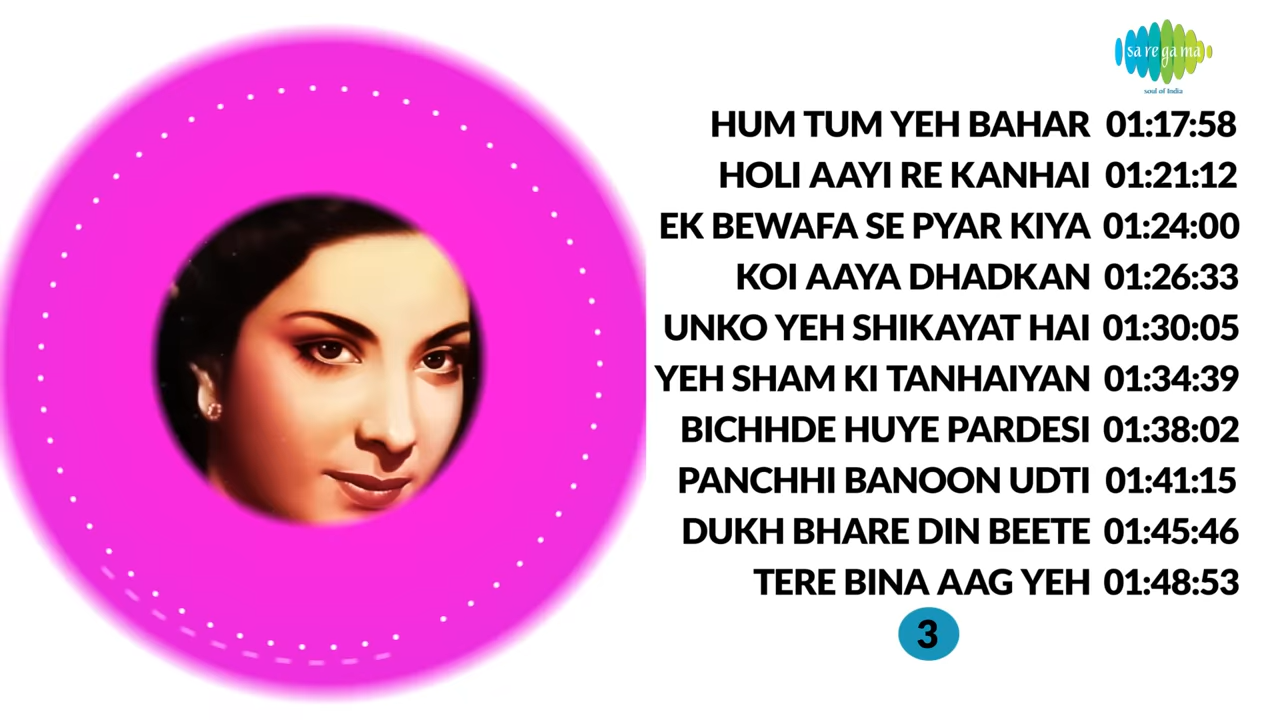 sa re ga ma
soul of India
HUM TUM YEH BAHAR 01:17:58
HOLI AAYI RE KANHAI 01:21:12
EK BEWAFA SE PYAR KIYA 01:24:00
KOI AAYA DHADKAN 01:26:33
UNKO YEH SHIKAYAT HAI 01:30:05
YEH SHAM KI TANHAIYAN 01:34:39
BICHHDE HUYE PARDESI 01:38:02
PANCHHI BANOON UDTI 01:41:15
DUKH BHARE DIN BEETE 01:45:46
TERE BINA AAG YEH 01:48:53
3